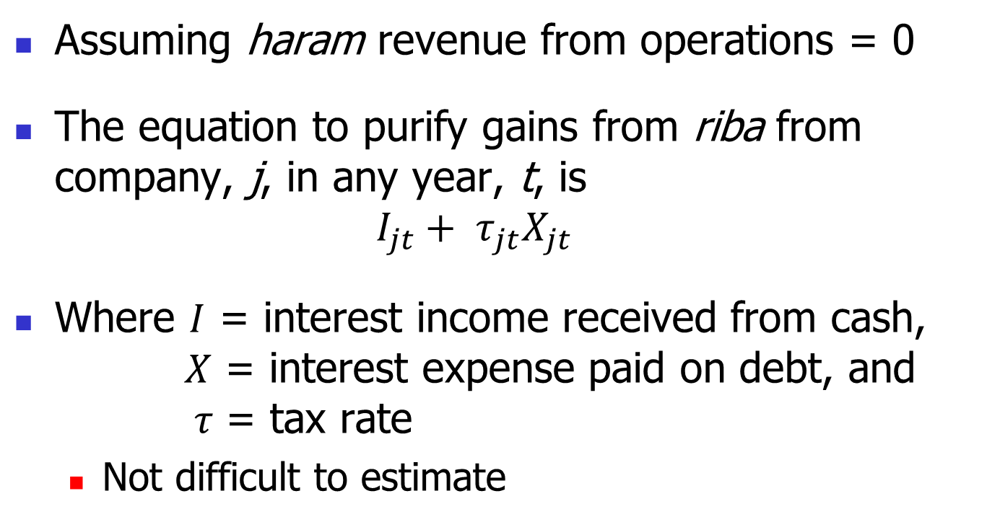 Assuming haram revenue from operations = 0
The equation to purify gains from riba from
company, j, in any year, t, is
I_{jt} + τ_{jt}X_{jt}
Where I = interest income received from cash,
X = interest expense paid on debt, and
τ = tax rate
Not difficult to estimate